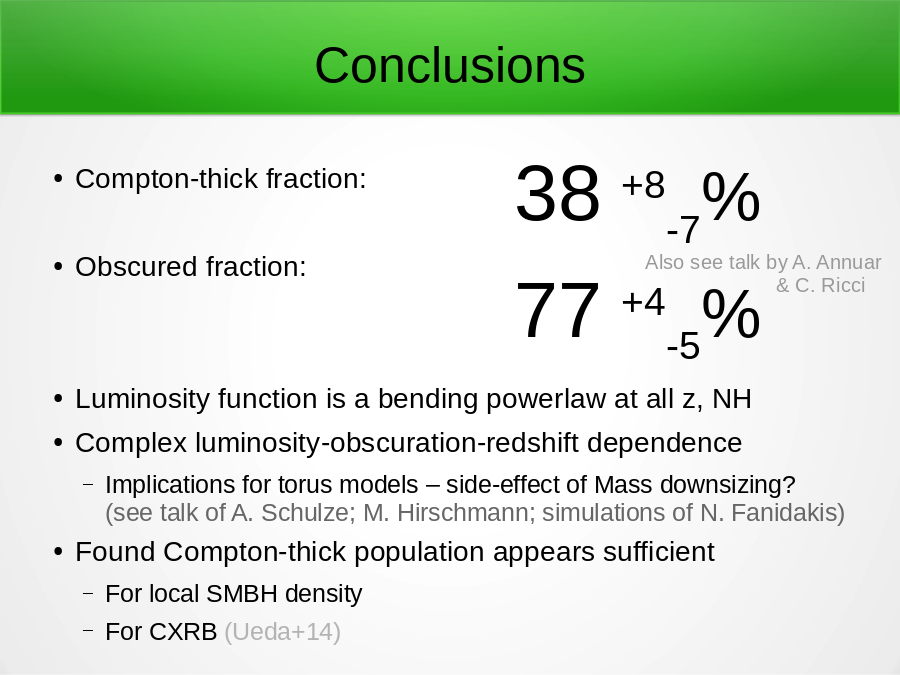 Conclusions
• Compton-thick fraction: 38 +8 -7 %
Also see talk by A. Annuar
& C. Ricci
• Obscured fraction: 77 +4 -5 %
• Luminosity function is a bending powerlaw at all z, NH
• Complex luminosity-obscuration-redshift dependence
– Implications for torus models – side-effect of Mass downsizing?
(see talk of A. Schulze; M. Hirschmann; simulations of N. Fanidakis)
• Found Compton-thick population appears sufficient
– For local SMBH density
– For CXRB (Ueda+14)